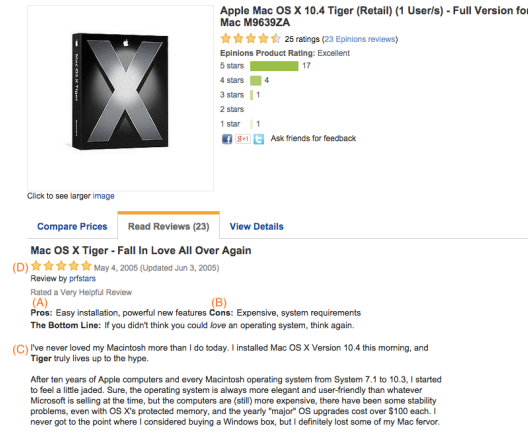 Apple Mac OS X 10.4 Tiger (Retail) (1 User/s) - Full Version for
Mac M9639ZA
25 ratings (23 Epinions reviews)
Epinions Product Rating: Excellent
5 stars 17
4 stars 4
3 stars 1
2 stars
1 star 1
Ask friends for feedback
Mac OS X Tiger
Click to see larger image
Compare Prices Read Reviews (23) View Details
Mac OS X Tiger - Fall In Love All Over Again
(D) May 4, 2005 (Updated Jun 3, 2005)
Review by prfstars
Rated a Very Helpful Review
(A) (B)
Pros: Easy installation, powerful new features Cons: Expensive, system requirements
The Bottom Line: If you didn't think you could love an operating system, think again.
(C) I've never loved my Macintosh more than I do today. I installed Mac OS X Version 10.4 this morning, and
Tiger truly lives up to the hype.
After ten years of Apple computers and every Macintosh operating system from System 7.1 to 10.3, I started
to feel a little jaded. Sure, the operating system is always more elegant and user-friendly than whatever
Microsoft is selling at the time, but the computers are (still) more expensive, there have been some stability
problems, even with OS X's protected memory, and the yearly "major" OS upgrades cost over $100 each. I
never got to the point where I considered buying a Windows box, but I definitely lost some of my Mac fervor.